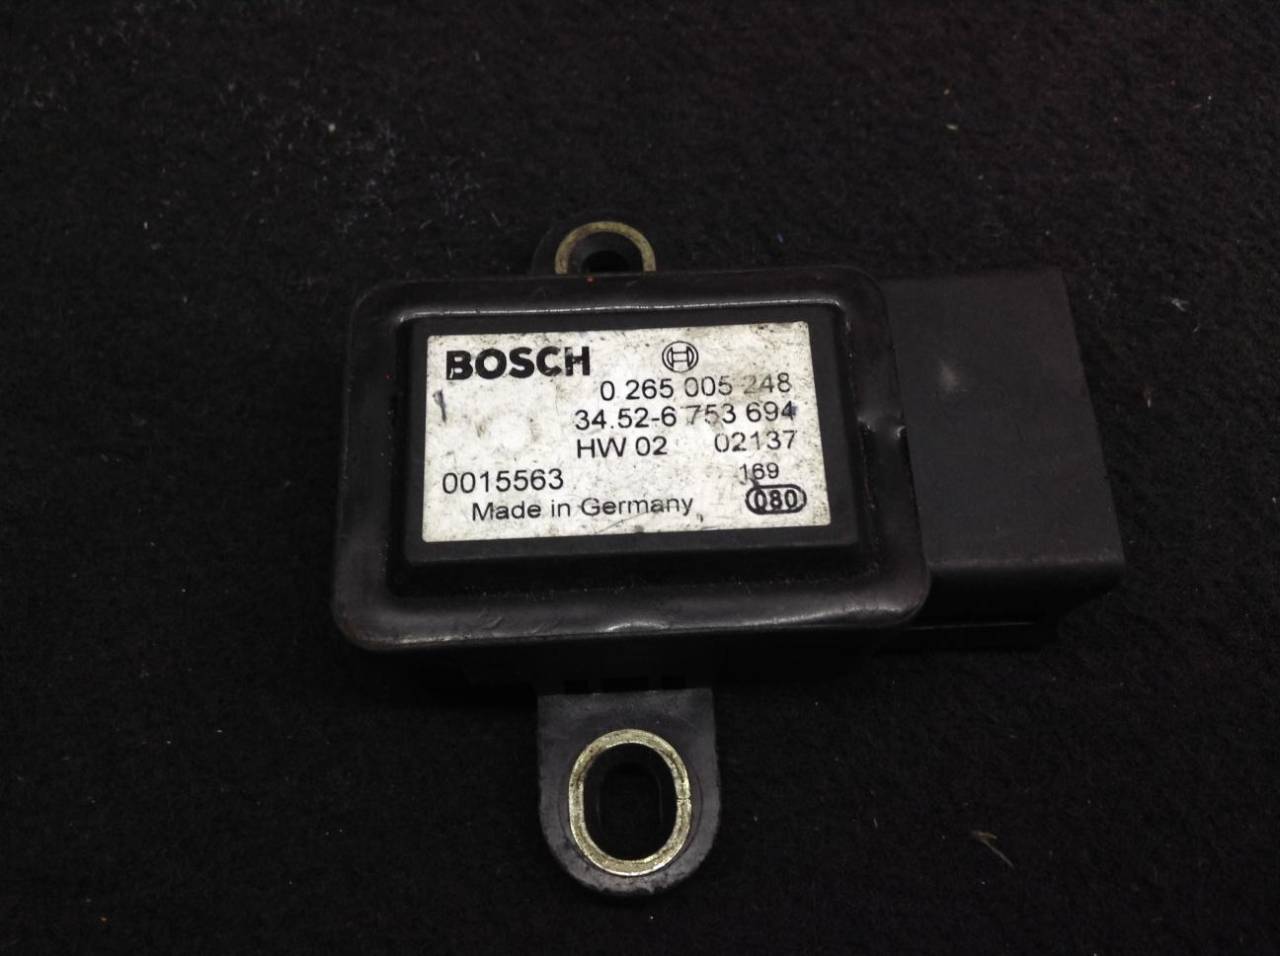 BOSCH
0 265 005 248
34.52-6 753 694
HW 02 02137
0015563 169
Made in Germany 080